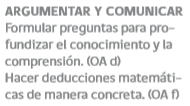 ARGUMENTAR Y COMUNICAR
Formular preguntas para pro-
fundizar el conocimiento y la
comprensión. (OA d)
Hacer deducciones matemáti-
cas de manera concreta. (OA f)